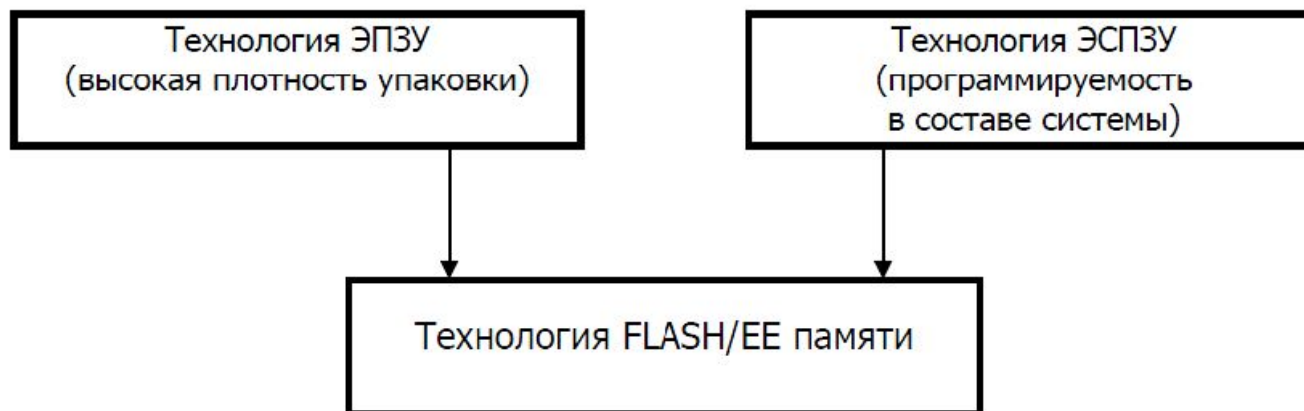 Технология ЭПЗУ
(высокая плотность упаковки)
Технология ЭСПЗУ
(программируемость
в составе системы)
Технология FLASH/EE памяти